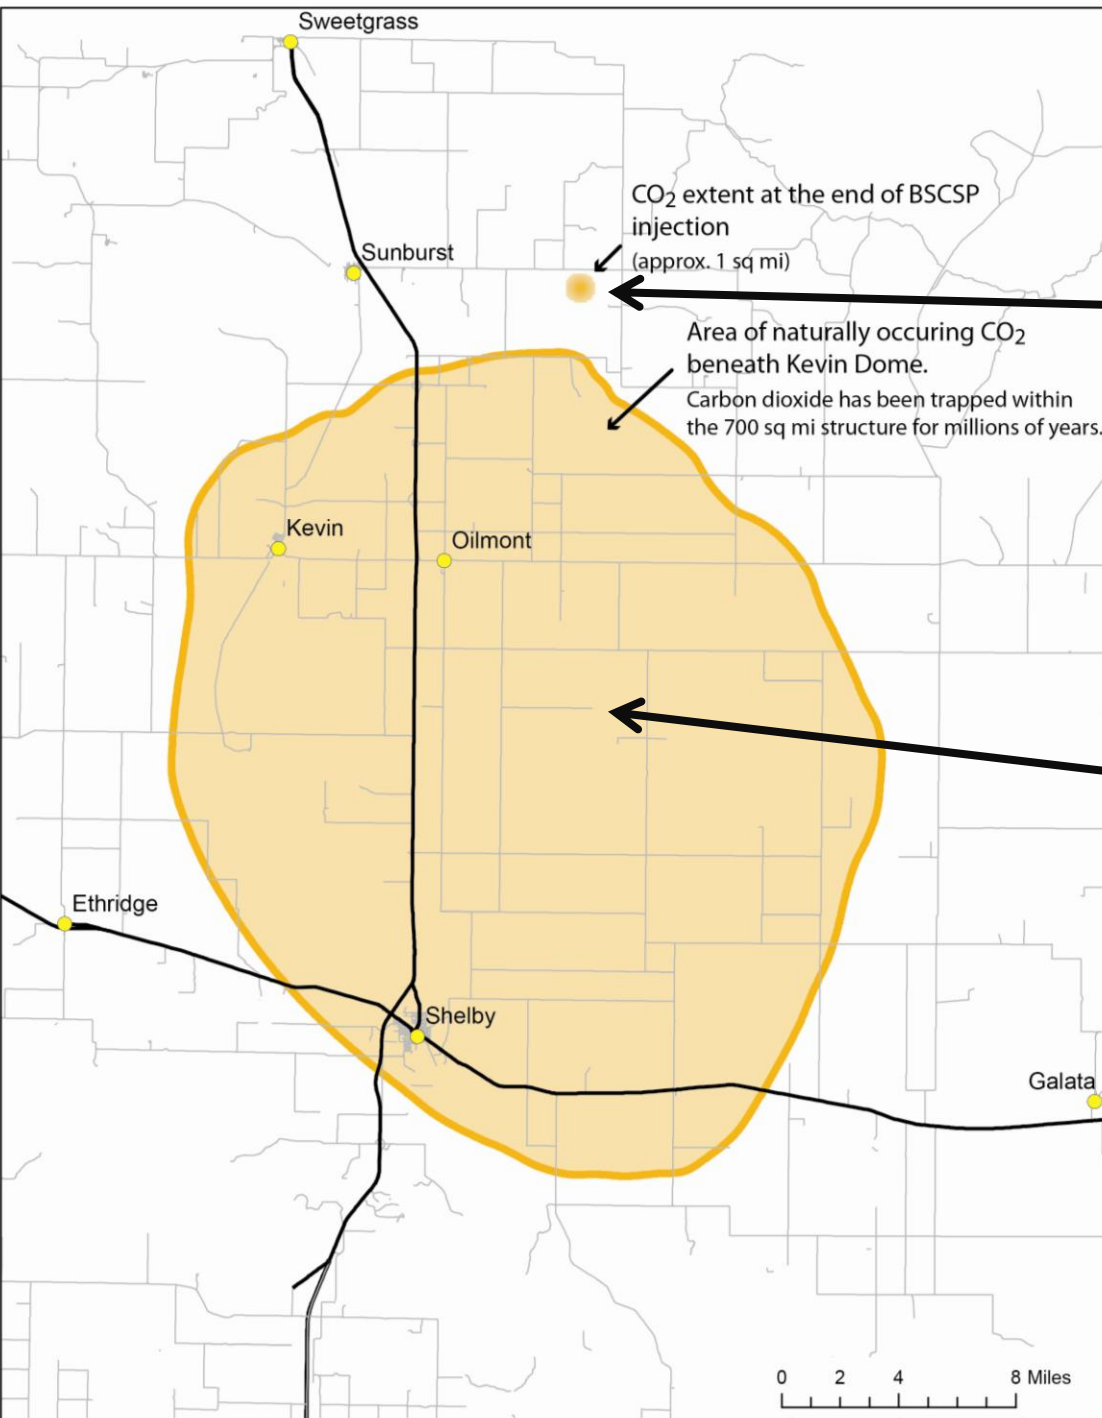 Sweetgrass
CO2 extent at the end of BSCSP
injection
(approx. 1 sq mi)
Sunburst
Area of naturally occuring CO2
beneath Kevin Dome.
Carbon dioxide has been trapped within
the 700 sq mi structure for millions of years.
Kevin
Oilmont
Ethridge
Shelby
Galata
0 2 4 8 Miles